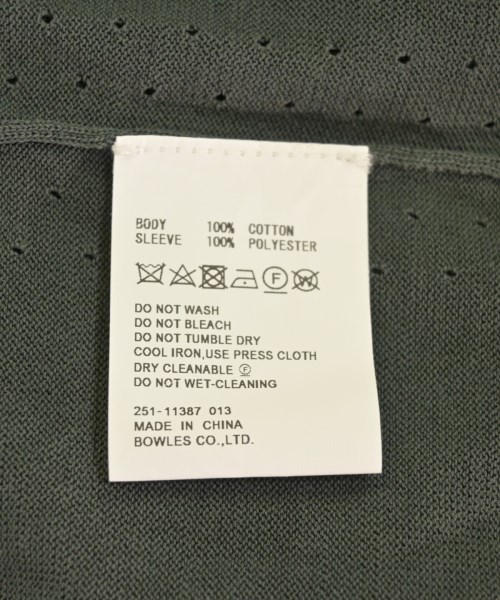 BODY 100% COTTON
SLEEVE 100% POLYESTER
DO NOT WASH
DO NOT BLEACH
DO NOT TUMBLE DRY
COOL IRON,USE PRESS CLOTH
DRY CLEANABLE Ⓕ
DO NOT WET-CLEANING
251-11387 013
MADE IN CHINA
BOWLES CO.,LTD.